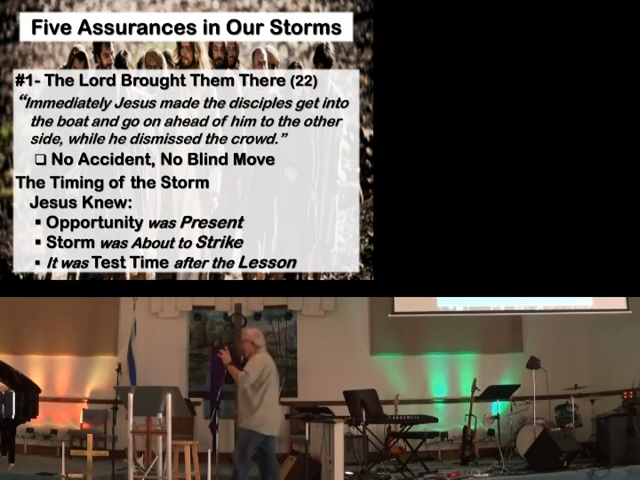 Five Assurances in Our Storms
#1- The Lord Brought Them There (22)
"Immediately Jesus made the disciples get into
the boat and go on ahead of him to the other
side, while he dismissed the crowd."
❑ No Accident, No Blind Move
The Timing of the Storm
Jesus Knew:
▪ Opportunity was Present
▪ Storm was About to Strike
▪ It was Test Time after the Lesson